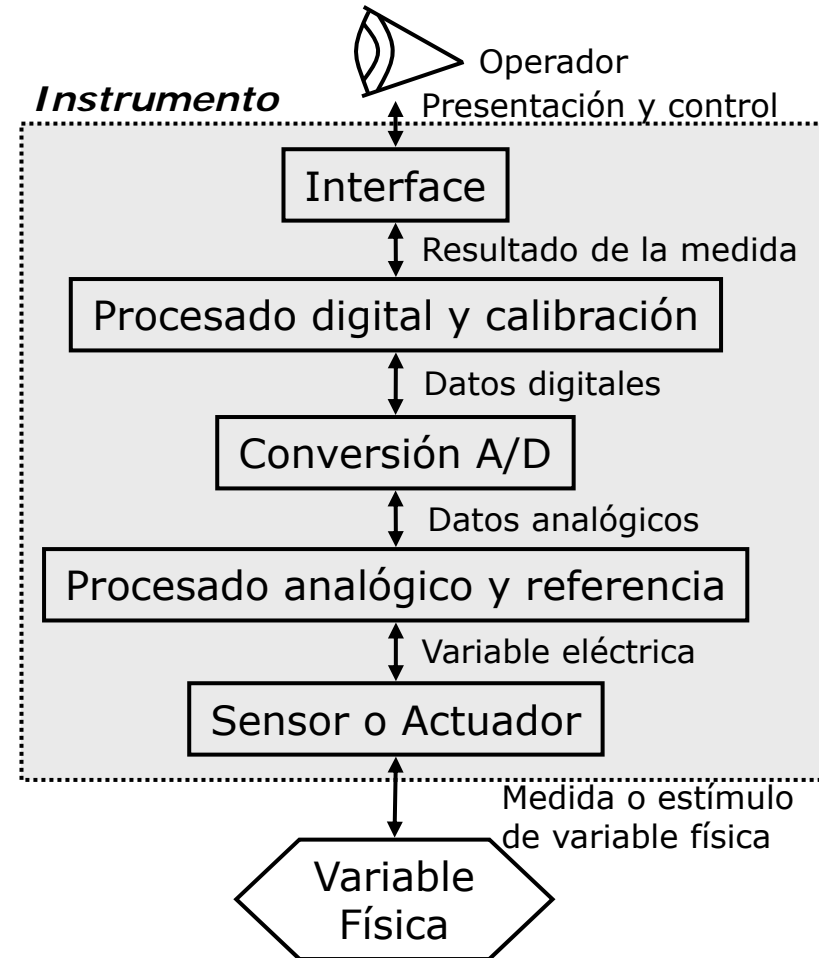 Operador
Instrumento
Presentación y control
Interface
Resultado de la medida
Procesado digital y calibración
Datos digitales
Conversión A/D
Datos analógicos
Procesado analógico y referencia
Variable eléctrica
Sensor o Actuador
Medida o estímulo
de variable física
Variable
Física